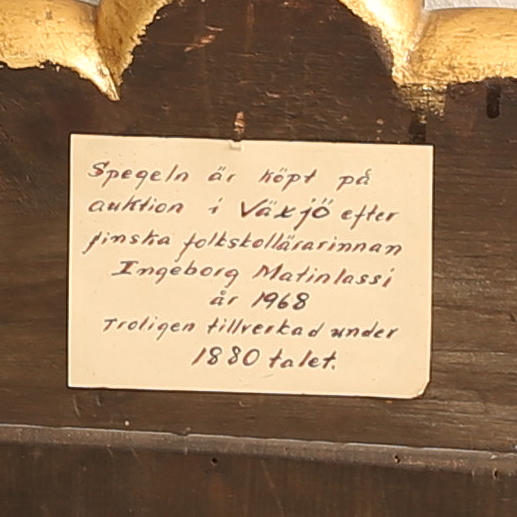 Spegeln är köpt på
auktion i Växjö efter
finska folkskollärarinnan
Ingeborg Matinlassi
år 1968
Troligen tillverkad under
1880 talet.